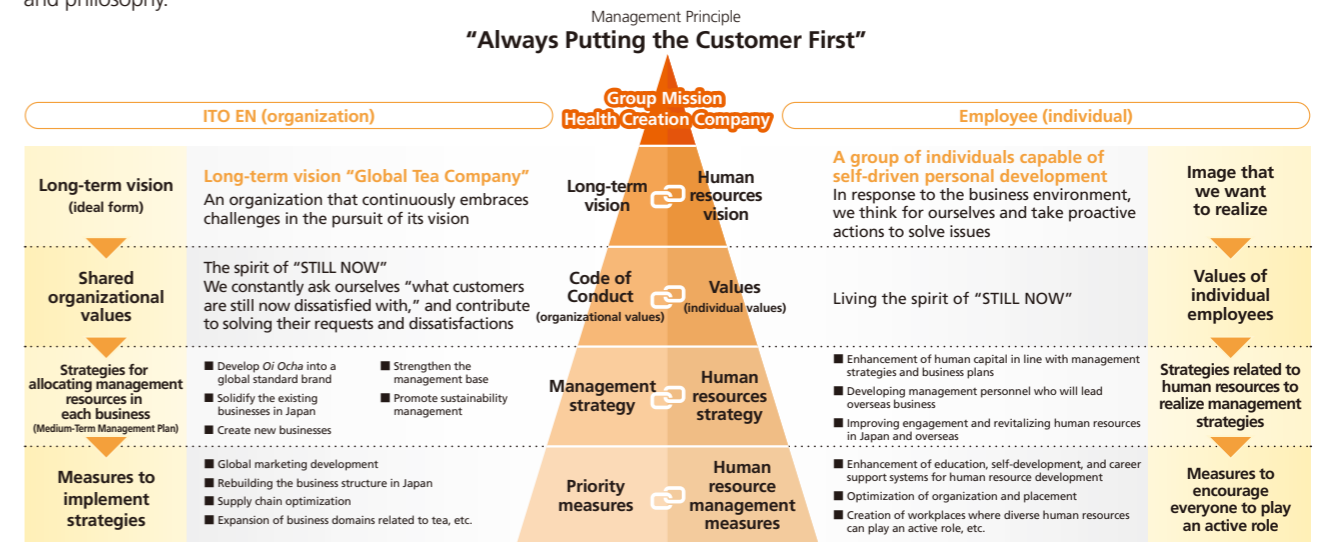 and philosophy.
Management Principle
“Always Putting the Customer First”
Group Mission
Health Creation Company
ITO EN (organization)
Employee (individual)
Long-term vision
(ideal form)
Long-term vision “Global Tea Company”
An organization that continuously embraces
challenges in the pursuit of its vision
Long-term
vision
Human
resources
vision
A group of individuals capable of
self-driven personal development
In response to the business environment,
we think for ourselves and take proactive
actions to solve issues
Image that
we want
to realize
Shared
organizational
values
The spirit of “STILL NOW”
We constantly ask ourselves “what customers
are still now dissatisfied with,” and contribute
to solving their requests and dissatisfactions
Code of
Conduct
(organizational values)
Values
(individual values)
Living the spirit of “STILL NOW”
Values of
individual
employees
Strategies for
allocating management
resources in
each business
(Medium-Term Management Plan)
■ Develop Oi Ocha into a
global standard brand
■ Solidify the existing
businesses in Japan
■ Create new businesses
■ Strengthen the
management base
■ Promote sustainability
management
Management
strategy
Human
resources
strategy
■ Enhancement of human capital in line with management
strategies and business plans
■ Developing management personnel who will lead
overseas business
■ Improving engagement and revitalizing human resources
in Japan and overseas
Strategies related to
human resources to
realize management
strategies
Measures to
implement
strategies
■ Global marketing development
■ Rebuilding the business structure in Japan
■ Supply chain optimization
■ Expansion of business domains related to tea, etc.
Priority
measures
Human
resource
management
measures
■ Enhancement of education, self-development, and career
support systems for human resource development
■ Optimization of organization and placement
■ Creation of workplaces where diverse human resources
can play an active role, etc.
Measures to
encourage
everyone to play
an active role